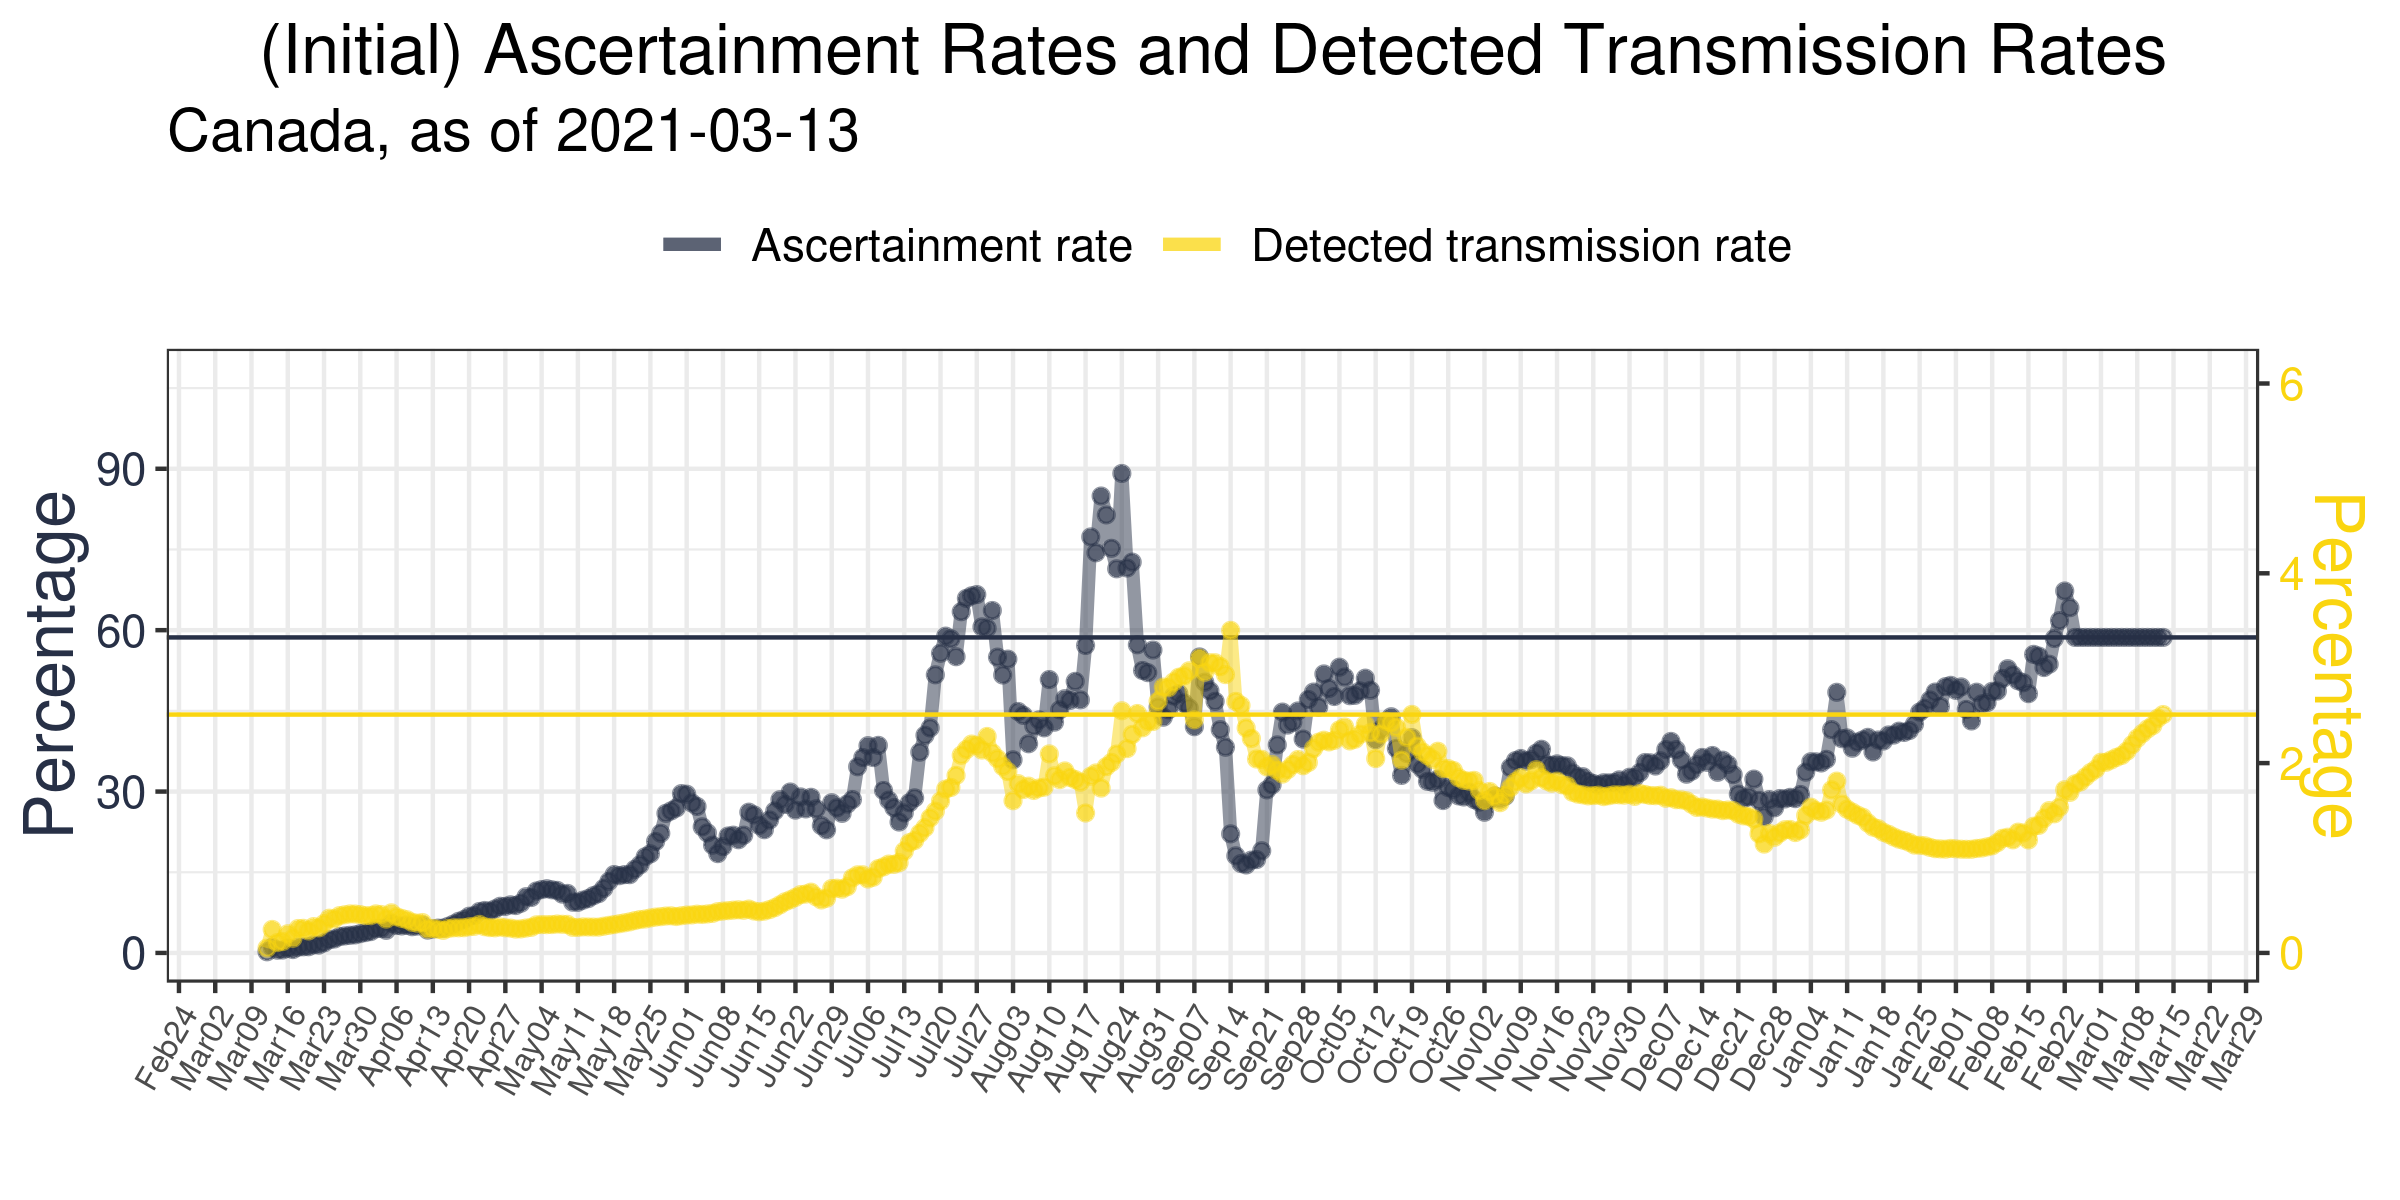 (Initial) Ascertainment Rates and Detected Transmission Rates
Canada, as of 2021-03-13
Ascertainment rate
Detected transmission rate
Percentage
90
60
30
0
6
4
2
0
Percentage
Feb24
Mar02
Mar09
Mar16
Mar23
Mar30
Apr06
Apr13
Apr20
Apr27
May04
May11
May18
May25
Jun01
Jun08
Jun15
Jun22
Jun29
Jul06
Jul13
Jul20
Jul27
Aug03
Aug10
Aug17
Aug24
Aug31
Sep07
Sep14
Sep21
Sep28
Oct05
Oct12
Oct19
Oct26
Nov02
Nov09
Nov16
Nov23
Nov30
Dec07
Dec14
Dec21
Dec28
Jan04
Jan11
Jan18
Jan25
Feb01
Feb08
Feb15
Feb22
Mar01
Mar08
Mar15
Mar22
Mar29